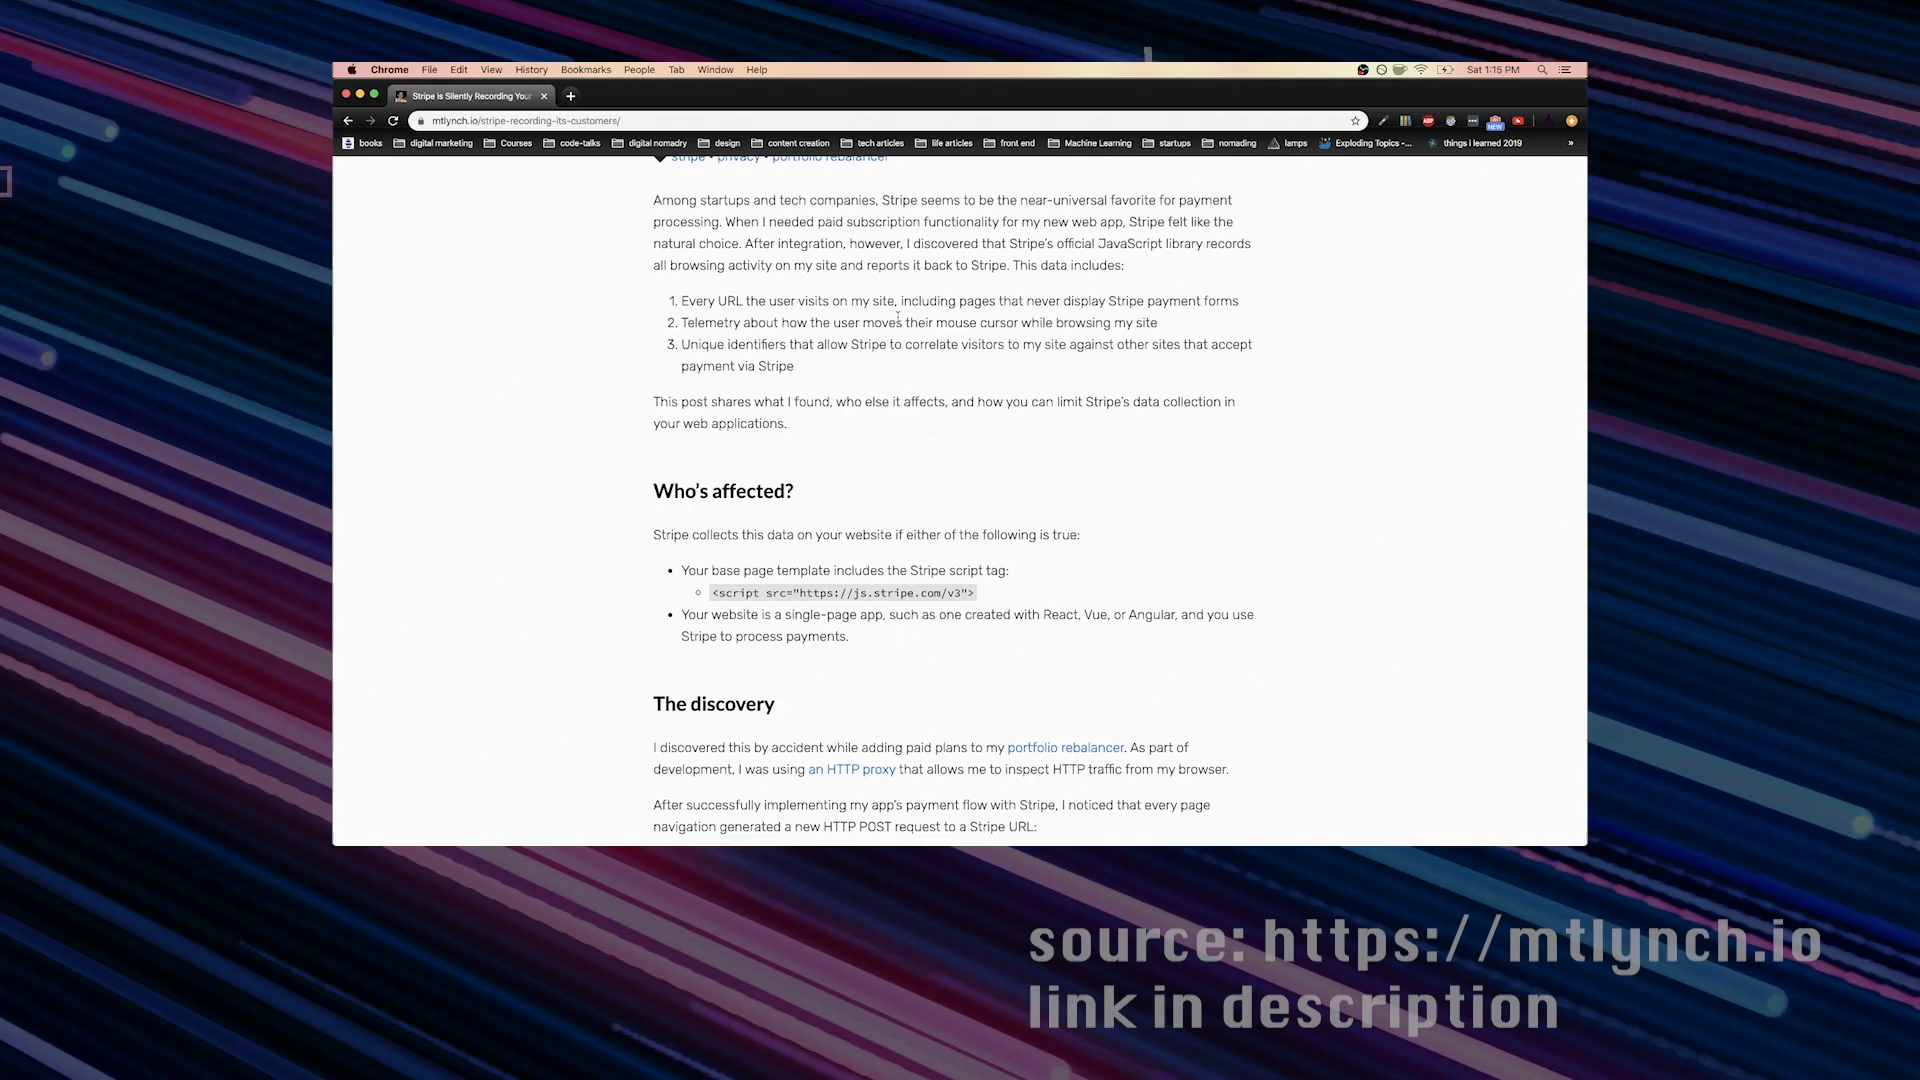 Chrome File Edit View History Bookmarks People Tab Window Help Sat 1:15 PM
Stripe is Silently Recording Your
mtlynch.io/stripe-recording-its-customers/
NEW
books digital marketing Courses code-talks digital nomadry design content creation tech articles life articles front end Machine Learning startups nomading lamps Exploding Topics -... things i learned 2019 »
stripe • privacy • portfolio rebalancer
Among startups and tech companies, Stripe seems to be the near-universal favorite for payment
processing. When I needed paid subscription functionality for my new web app, Stripe felt like the
natural choice. After integration, however, I discovered that Stripe's official JavaScript library records
all browsing activity on my site and reports it back to Stripe. This data includes:
1. Every URL the user visits on my site, including pages that never display Stripe payment forms
2. Telemetry about how the user moves their mouse cursor while browsing my site
3. Unique identifiers that allow Stripe to correlate visitors to my site against other sites that accept
payment via Stripe
This post shares what I found, who else it affects, and how you can limit Stripe's data collection in
your web applications.
Who's affected?
Stripe collects this data on your website if either of the following is true:
• Your base page template includes the Stripe script tag:
<script src="https://js.stripe.com/v3">
• Your website is a single-page app, such as one created with React, Vue, or Angular, and you use
Stripe to process payments.
The discovery
I discovered this by accident while adding paid plans to my portfolio rebalancer. As part of
development, I was using an HTTP proxy that allows me to inspect HTTP traffic from my browser.
After successfully implementing my app's payment flow with Stripe, I noticed that every page
navigation generated a new HTTP POST request to a Stripe URL:
source: https://mtlynch.io
link in description